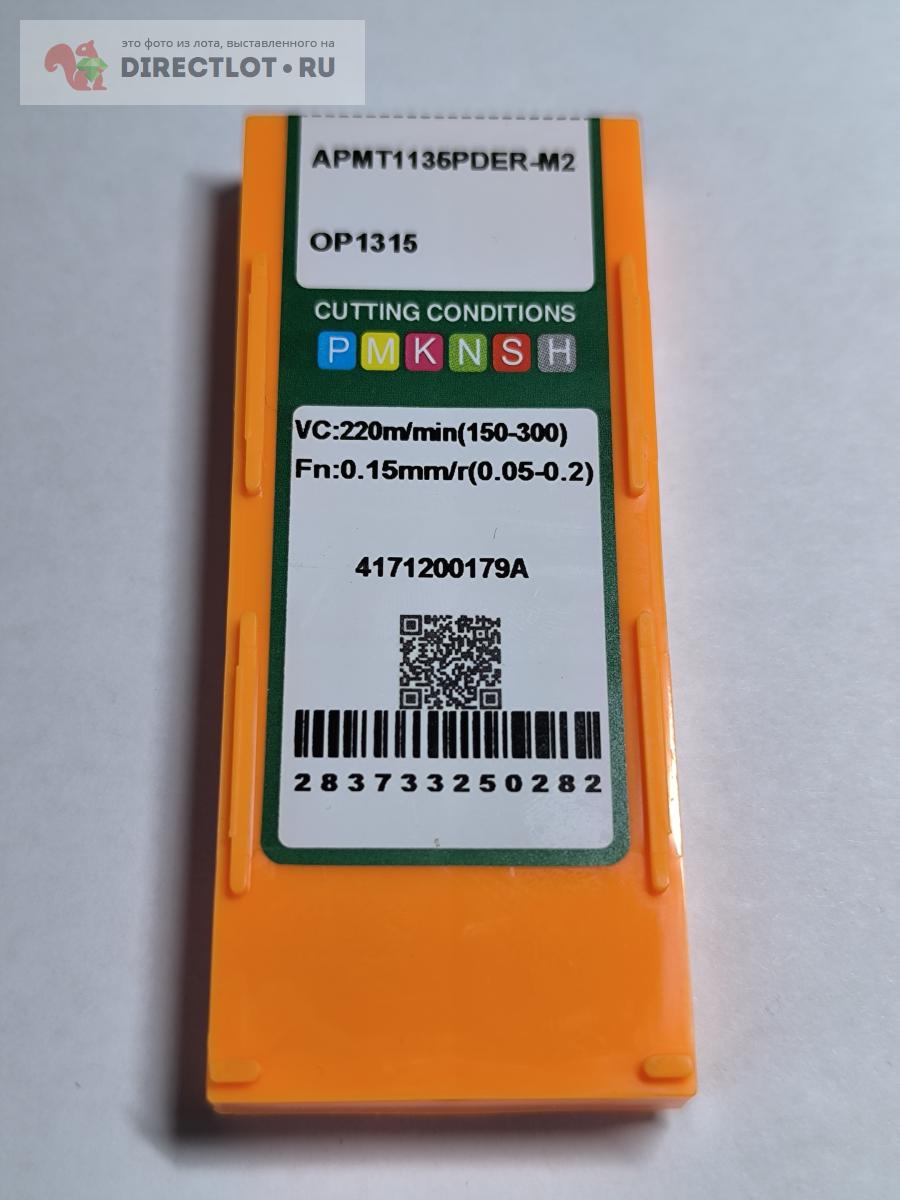 это фото из лота, выставленного на
DIRECTLOT.RU
APMT1135PDER-M2
OP1315
CUTTING CONDITIONS
P M K N S H
VC:220m/min(150-300)
Fn:0.15mm/r(0.05-0.2)
4171200179A
283733250282